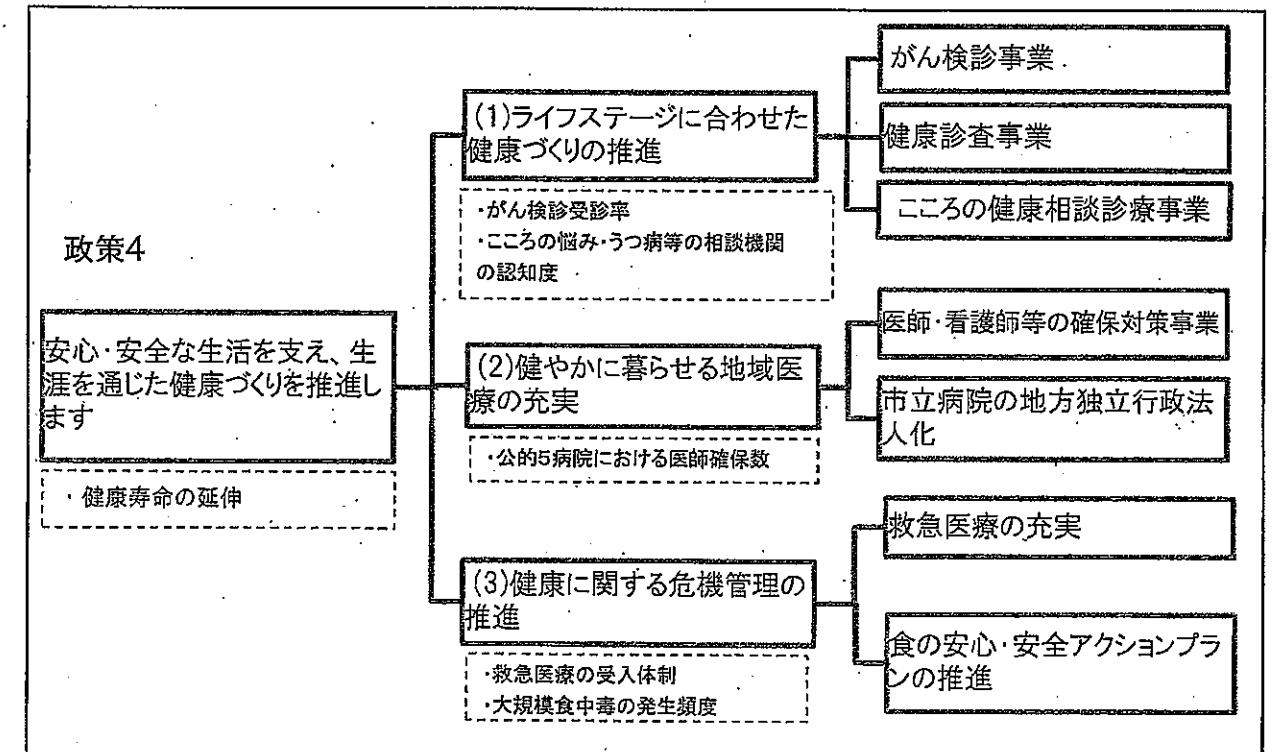 政策4
安心・安全な生活を支え、生
涯を通じた健康づくりを推進し
ます
・健康寿命の延伸
(1)ライフステージに合わせた
健康づくりの推進
・がん検診受診率
・こころの悩み・うつ病等の相談機関
の認知度
がん検診事業
健康診査事業
こころの健康相談診療事業
(2)健やかに暮らせる地域医
療の充実
・公的5病院における医師確保数
医師・看護師等の確保対策事業
市立病院の地方独立行政法
人化
(3)健康に関する危機管理の
推進
・救急医療の受入体制
・大規模食中毒の発生頻度
救急医療の充実
食の安心・安全アクションプラ
ンの推進